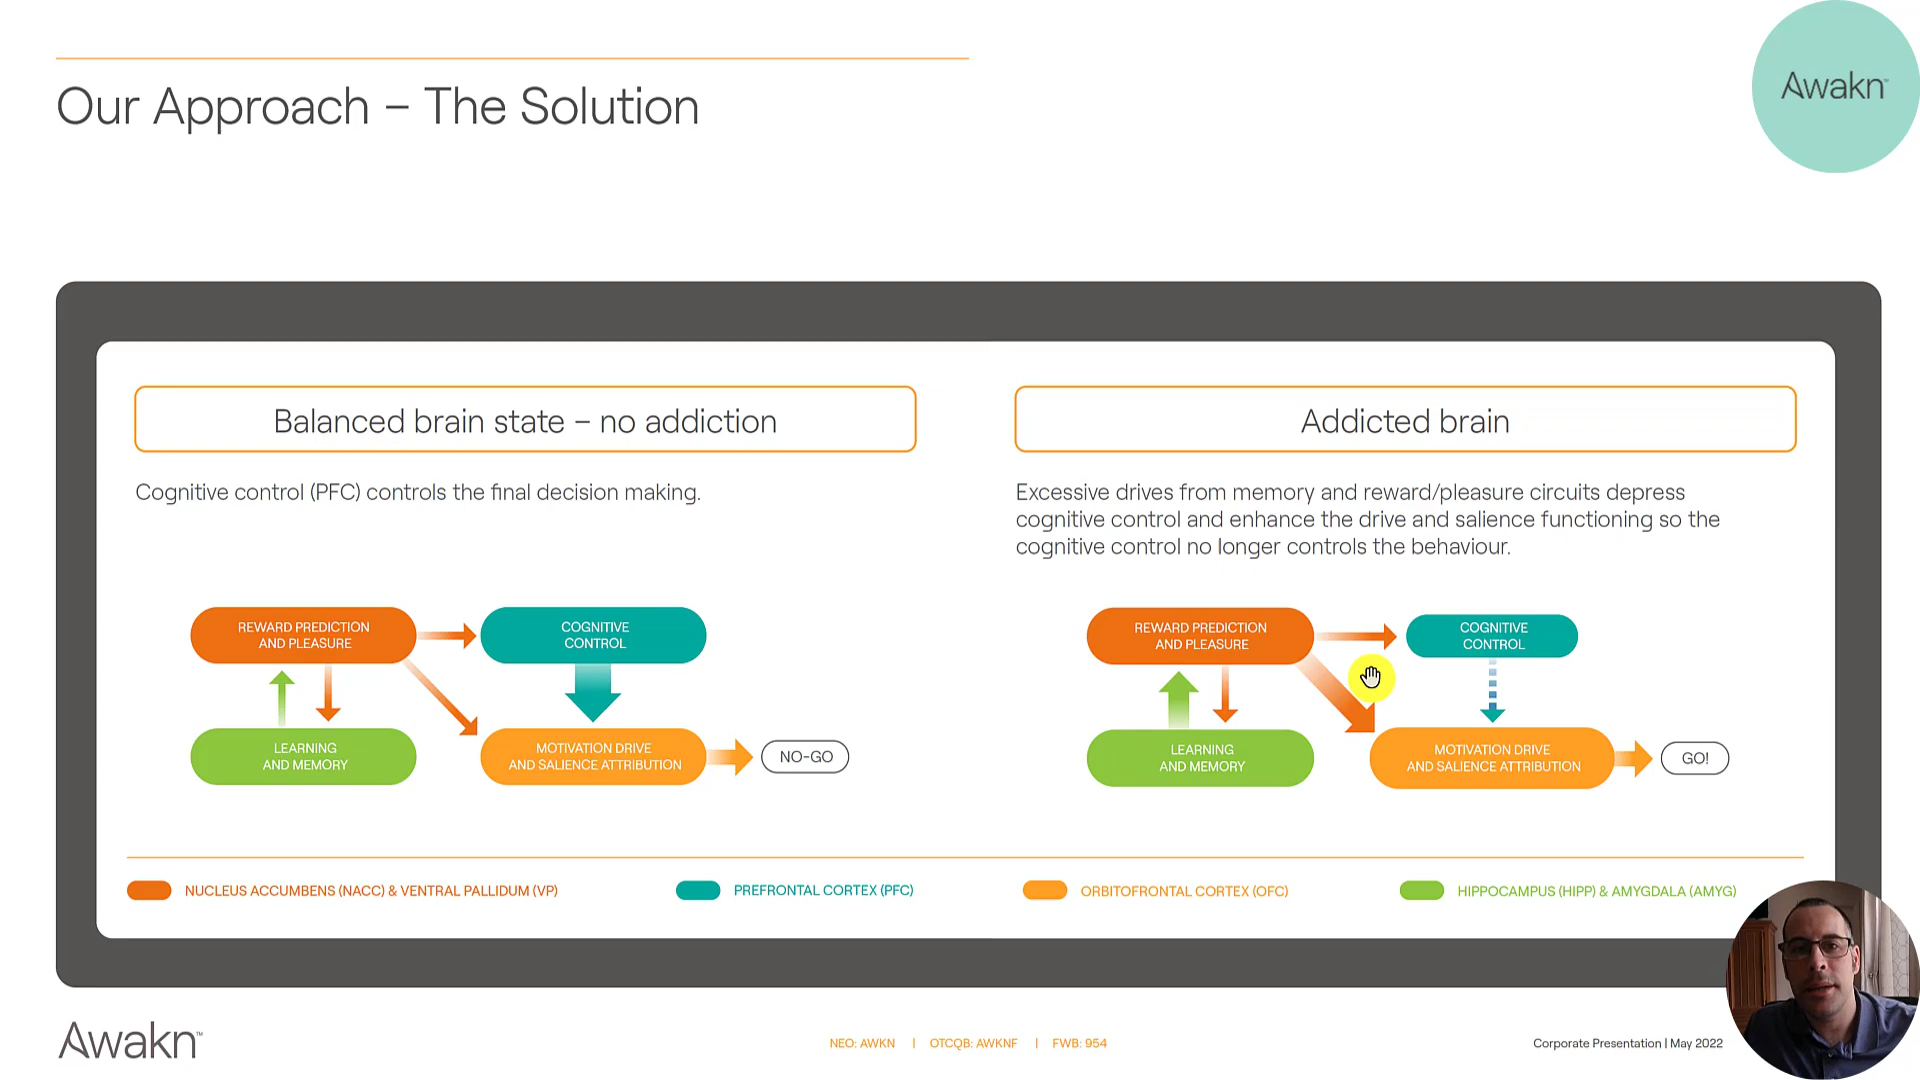 Our Approach – The Solution
Awakn™
Balanced brain state – no addiction
Cognitive control (PFC) controls the final decision making.
REWARD PREDICTION
AND PLEASURE
COGNITIVE
CONTROL
LEARNING
AND MEMORY
MOTIVATION DRIVE
AND SALIENCE ATTRIBUTION
NO-GO
Addicted brain
Excessive drives from memory and reward/pleasure circuits depress
cognitive control and enhance the drive and salience functioning so the
cognitive control no longer controls the behaviour.
REWARD PREDICTION
AND PLEASURE
COGNITIVE
CONTROL
LEARNING
AND MEMORY
MOTIVATION DRIVE
AND SALIENCE ATTRIBUTION
GO!
NUCLEUS ACCUMBENS (NACC) & VENTRAL PALLIDUM (VP)
PREFRONTAL CORTEX (PFC)
ORBITOFRONTAL CORTEX (OFC)
HIPPOCAMPUS (HIPP) & AMYGDALA (AMYG)
Awakn™
NEO: AWKN | OTCQB: AWKNF | FWB: 954
Corporate Presentation | May 2022